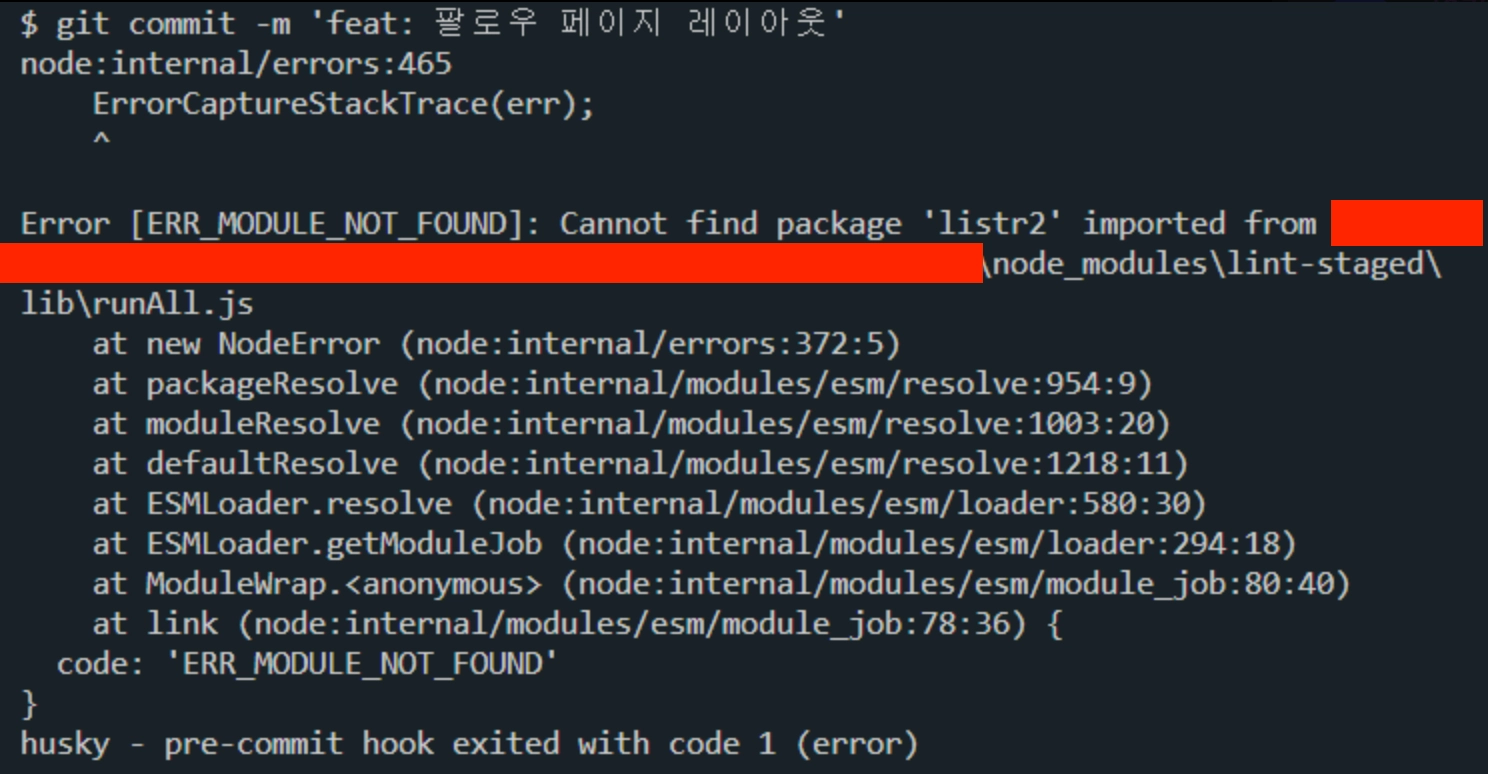 $ git commit -m 'feat: 팔로우 페이지 레이아웃'
node:internal/errors:465
    ErrorCaptureStackTrace(err);
    ^
Error [ERR_MODULE_NOT_FOUND]: Cannot find package 'listr2' imported from
\node_modules\lint-staged\
lib\runAll.js
    at new NodeError (node:internal/errors:372:5)
    at packageResolve (node:internal/modules/esm/resolve:954:9)
    at moduleResolve (node:internal/modules/esm/resolve:1003:20)
    at defaultResolve (node:internal/modules/esm/resolve:1218:11)
    at ESMLoader.resolve (node:internal/modules/esm/loader:580:30)
    at ESMLoader.getModuleJob (node:internal/modules/esm/loader:294:18)
    at ModuleWrap.<anonymous> (node:internal/modules/esm/module_job:80:40)
    at link (node:internal/modules/esm/module_job:78:36) {
  code: 'ERR_MODULE_NOT_FOUND'
}
husky - pre-commit hook exited with code 1 (error)